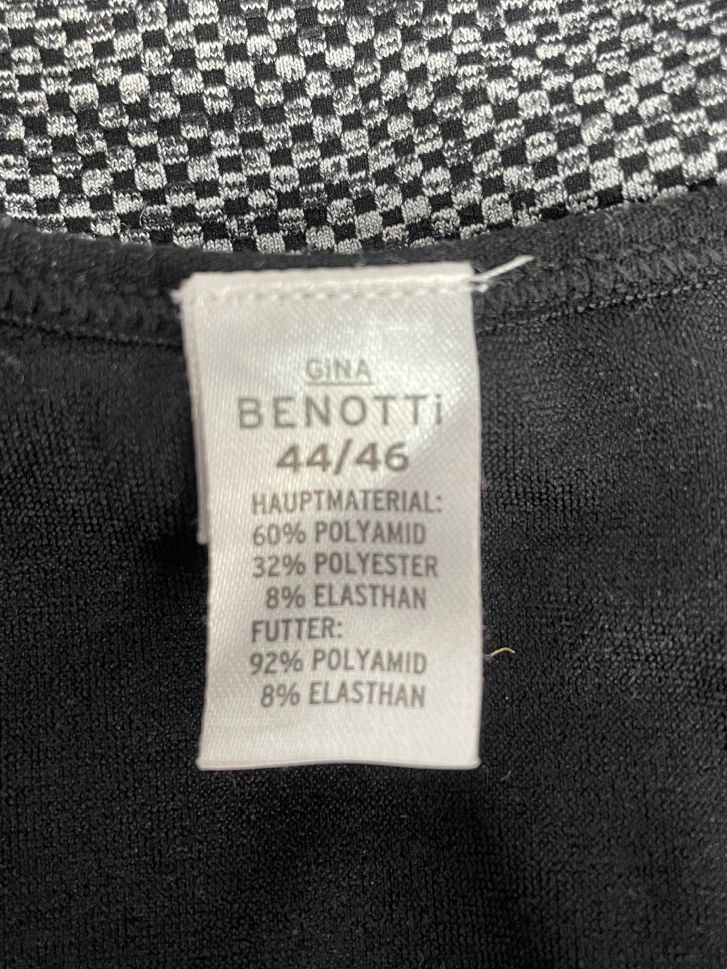 GINA
BENOTTi
44/46
HAUPTMATERIAL:
60% POLYAMID
32% POLYESTER
8% ELASTHAN
FUTTER:
92% POLYAMID
8% ELASTHAN